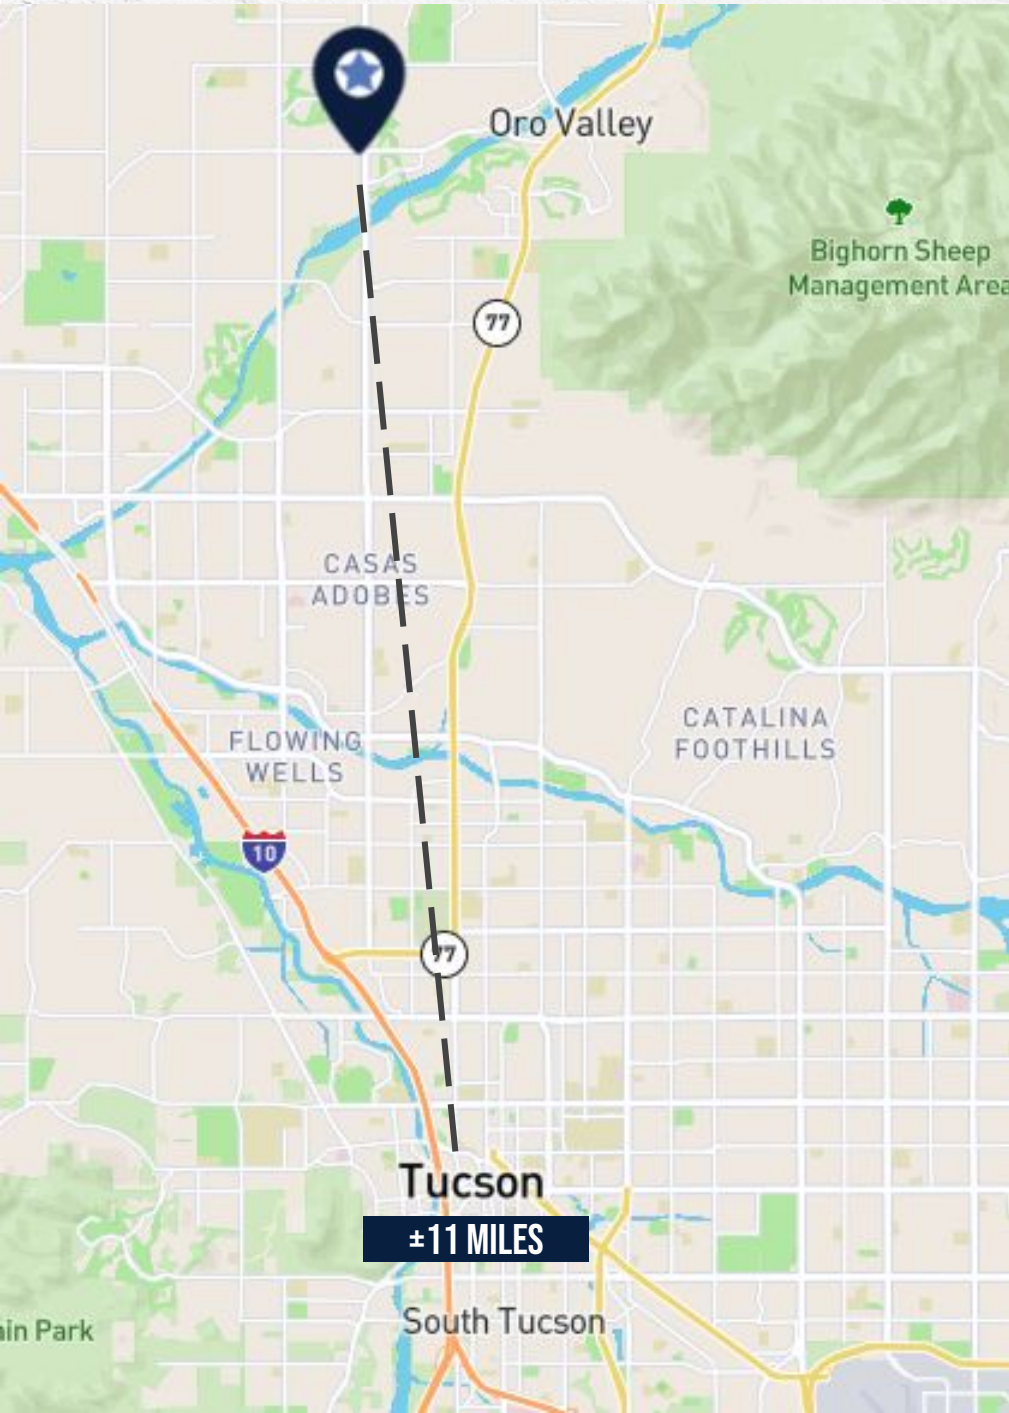 Oro Valley
Bighorn Sheep
Management Area
77
CASAS
ADOBES
CATALINA
FOOTHILLS
FLOWING
WELLS
10
77
Tucson
±11 MILES
South Tucson
ain Park